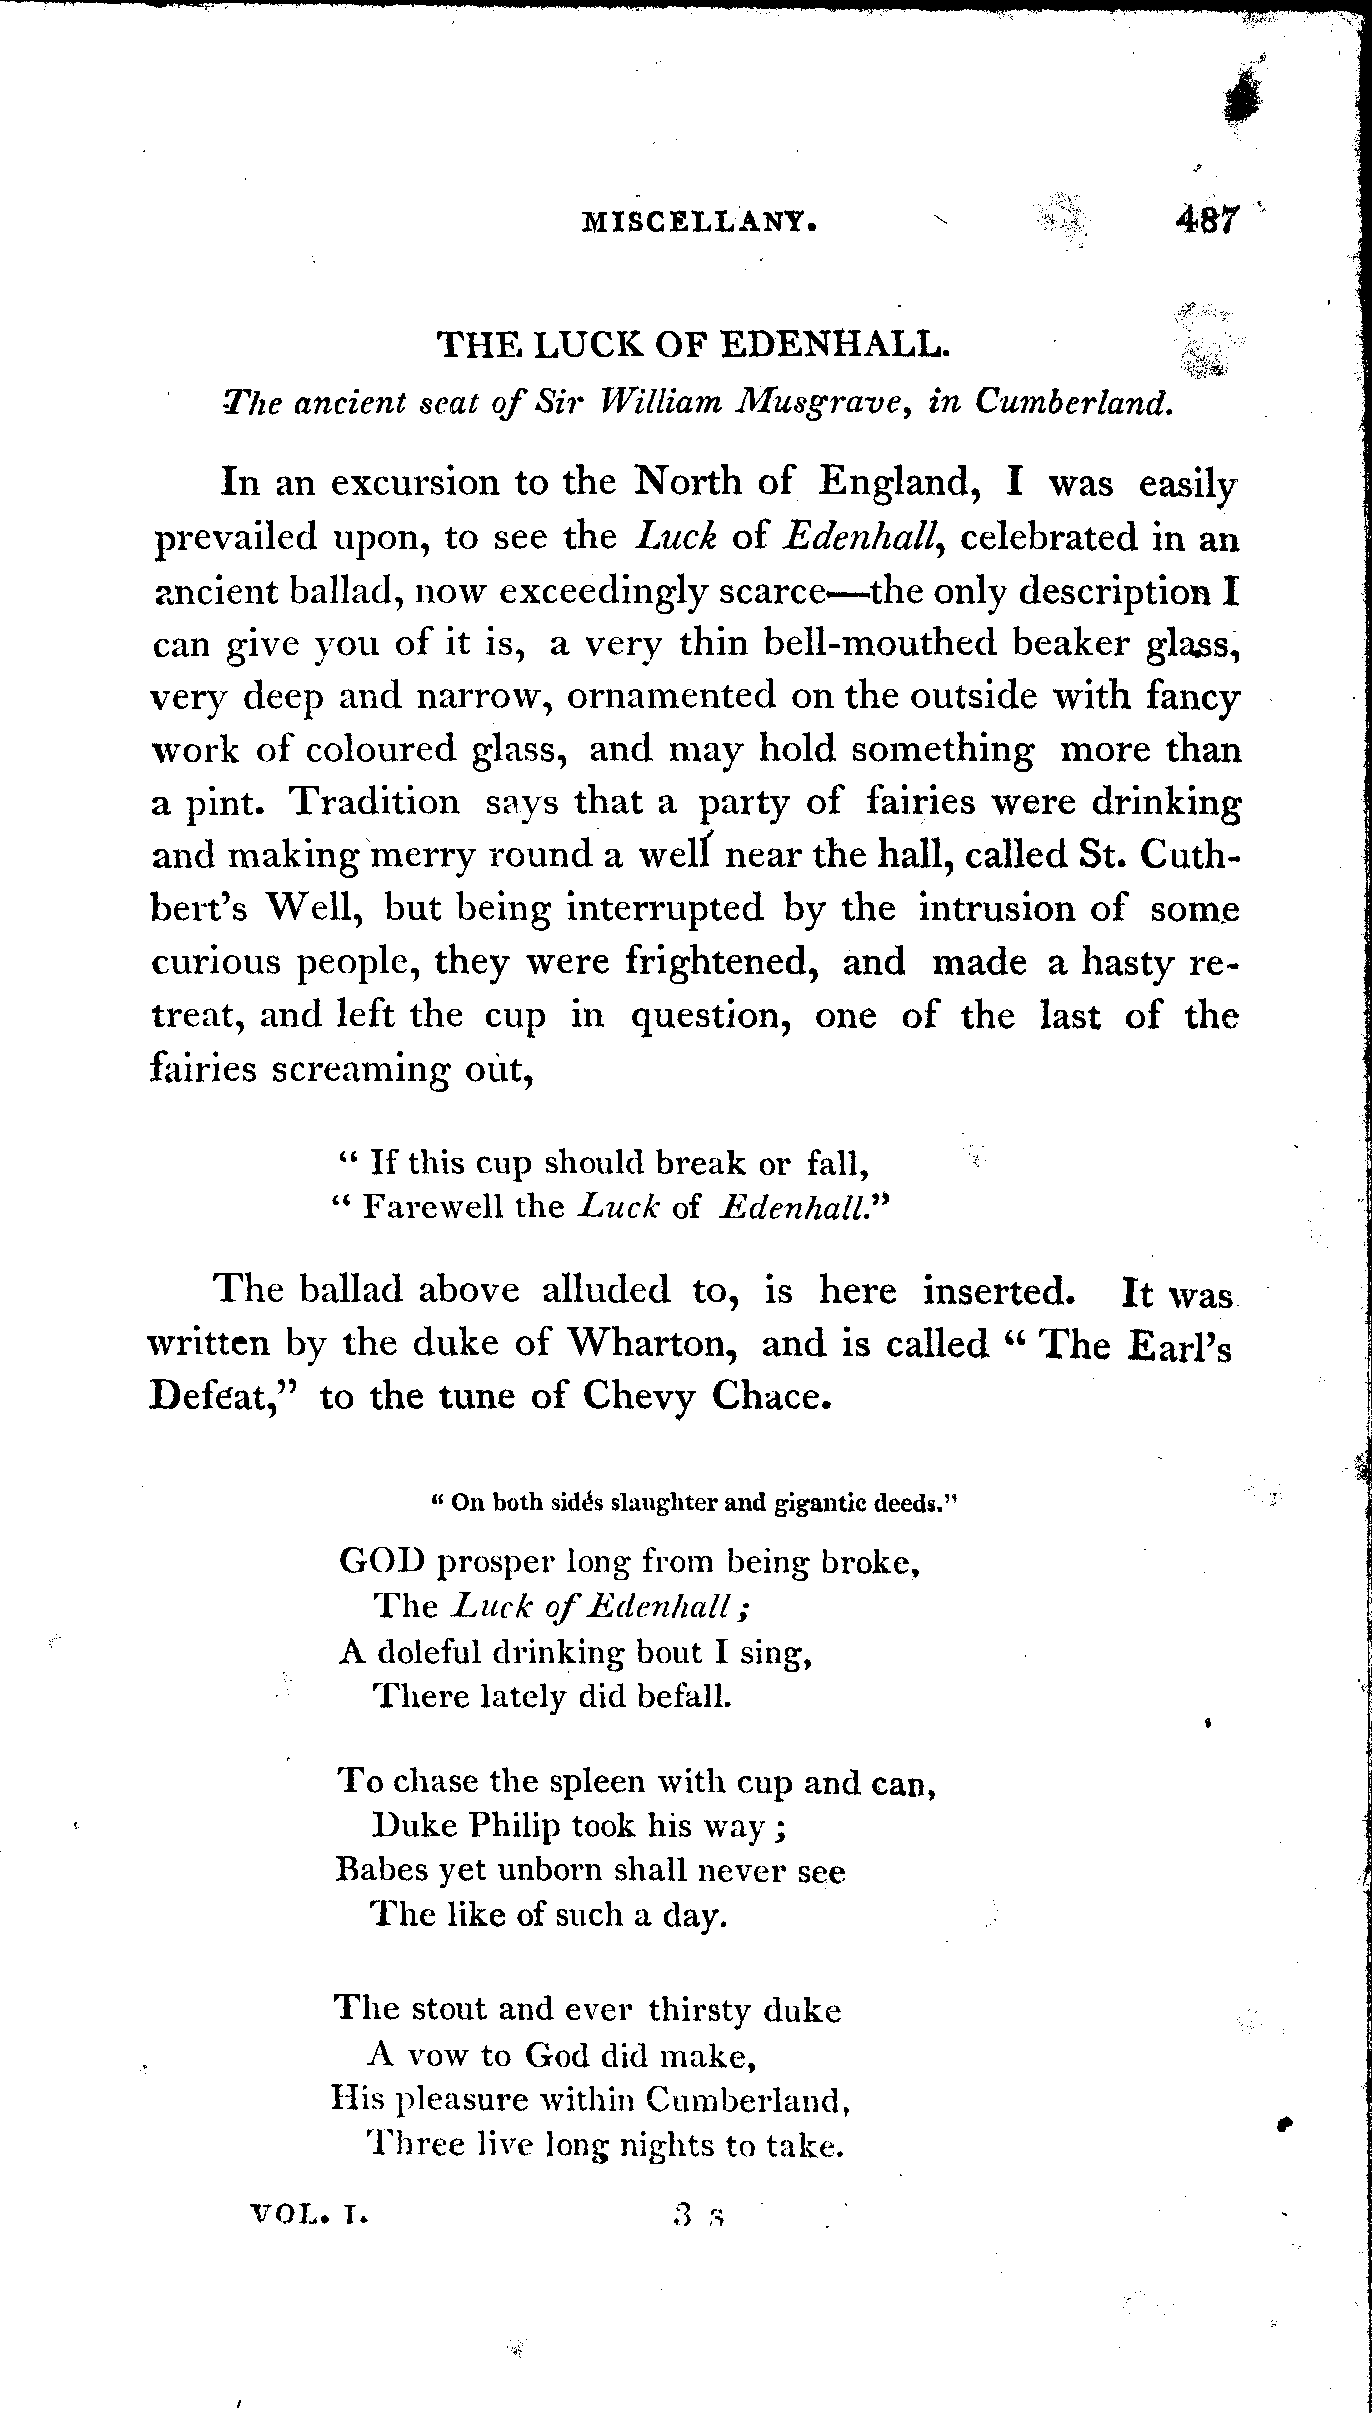 MISCELLANY. 487
THE LUCK OF EDENHALL.
The ancient seat of Sir William Musgrave, in Cumberland.
In an excursion to the North of England, I was easily
prevailed upon, to see the Luck of Edenhall, celebrated in an
ancient ballad, now exceedingly scarce—the only description I
can give you of it is, a very thin bell-mouthed beaker glass,
very deep and narrow, ornamented on the outside with fancy
work of coloured glass, and may hold something more than
a pint. Tradition says that a party of fairies were drinking
and making merry round a well near the hall, called St. Cuth-
bert's Well, but being interrupted by the intrusion of some
curious people, they were frightened, and made a hasty re-
treat, and left the cup in question, one of the last of the
fairies screaming out,
" If this cup should break or fall,
" Farewell the Luck of Edenhall."
The ballad above alluded to, is here inserted. It was
written by the duke of Wharton, and is called " The Earl's
Defeat," to the tune of Chevy Chace.
" On both sides slaughter and gigantic deeds."
GOD prosper long from being broke,
The Luck of Edenhall ;
A doleful drinking bout I sing,
There lately did befall.
To chase the spleen with cup and can,
Duke Philip took his way ;
Babes yet unborn shall never see
The like of such a day.
The stout and ever thirsty duke
A vow to God did make,
His pleasure within Cumberland,
Three live long nights to take.
VOL. I. 3 S